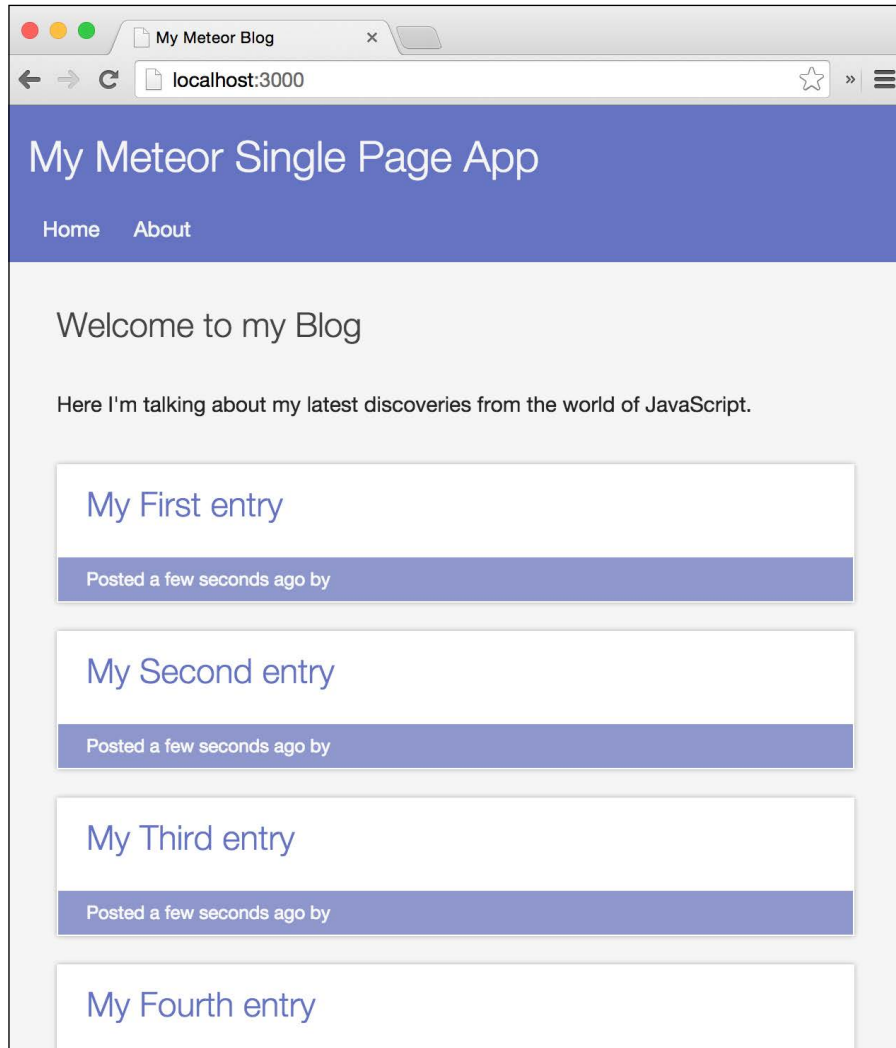 My Meteor Blog
localhost:3000
My Meteor Single Page App
Home About
Welcome to my Blog
Here I'm talking about my latest discoveries from the world of JavaScript.
My First entry
Posted a few seconds ago by
My Second entry
Posted a few seconds ago by
My Third entry
Posted a few seconds ago by
My Fourth entry